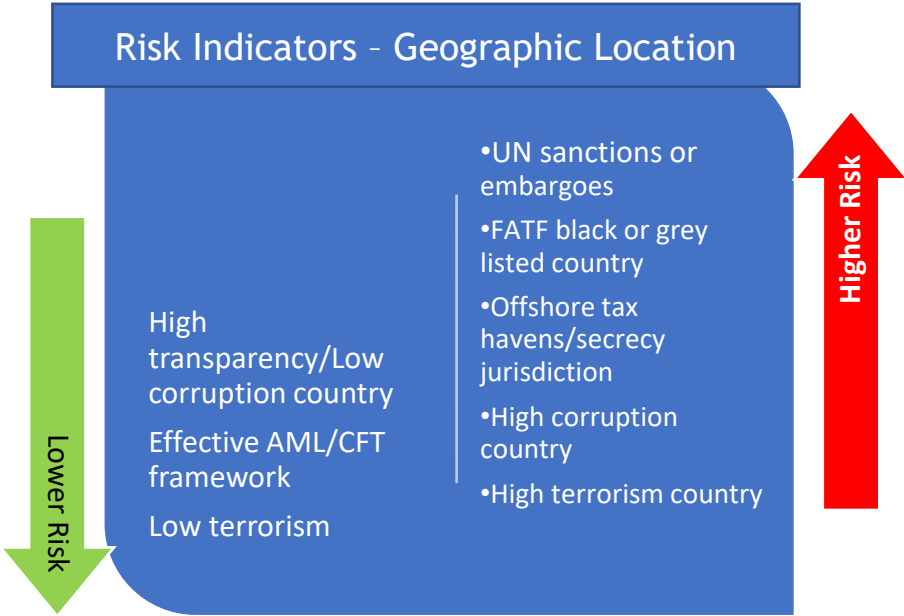 Risk Indicators - Geographic Location
Lower Risk
High
transparency/Low
corruption country
Effective AML/CFT
framework
Low terrorism
•UN sanctions or
embargoes
•FATF black or grey
listed country
•Offshore tax
havens/secrecy
jurisdiction
•High corruption
country
•High terrorism country
Higher Risk